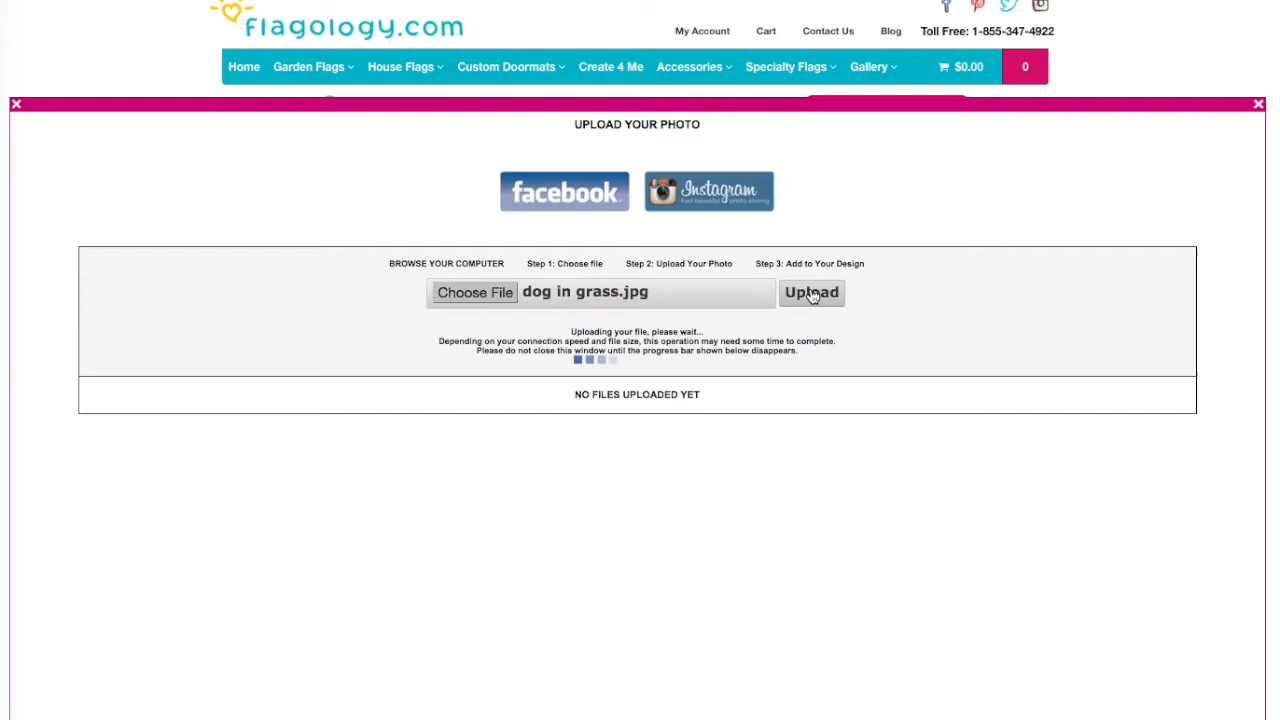 flagology.com
My Account Cart Contact Us Blog Toll Free: 1-855-347-4922
Home Garden Flags House Flags Custom Doormats Create 4 Me Accessories Specialty Flags Gallery $0.00 0
UPLOAD YOUR PHOTO
facebook. Instagram
Fast beautiful photo sharing
BROWSE YOUR COMPUTER Step 1: Choose file Step 2: Upload Your Photo Step 3: Add to Your Design
Choose File dog in grass.jpg Upload
Uploading your file, please wait...
Depending on your connection speed and file size, this operation may need some time to complete.
Please do not close this window until the progress bar shown below disappears.
NO FILES UPLOADED YET